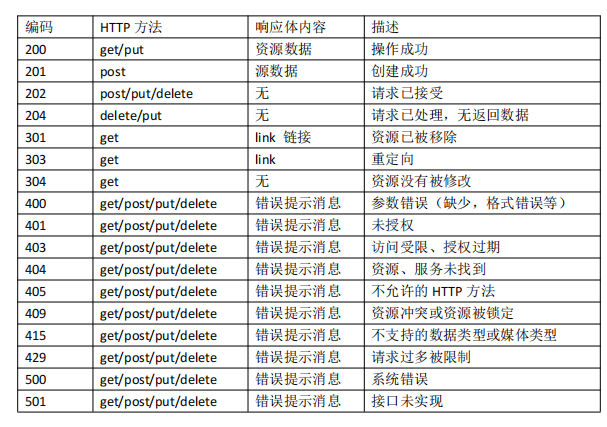 编码 HTTP 方法 响应体内容 描述
200 get/put 资源数据 操作成功
201 post 源数据 创建成功
202 post/put/delete 无 请求已接受
204 delete/put 无 请求已处理，无返回数据
301 get link 链接 资源已被移除
303 get link 重定向
304 get 无 资源没有被修改
400 get/post/put/delete 错误提示消息 参数错误（缺少，格式错误等）
401 get/post/put/delete 错误提示消息 未授权
403 get/post/put/delete 错误提示消息 访问受限、授权过期
404 get/post/put/delete 错误提示消息 资源、服务未找到
405 get/post/put/delete 错误提示消息 不允许的 HTTP 方法
409 get/post/put/delete 错误提示消息 资源冲突或资源被锁定
415 get/post/put/delete 错误提示消息 不支持的数据类型或媒体类型
429 get/post/put/delete 错误提示消息 请求过多被限制
500 get/post/put/delete 错误提示消息 系统错误
501 get/post/put/delete 错误提示消息 接口未实现